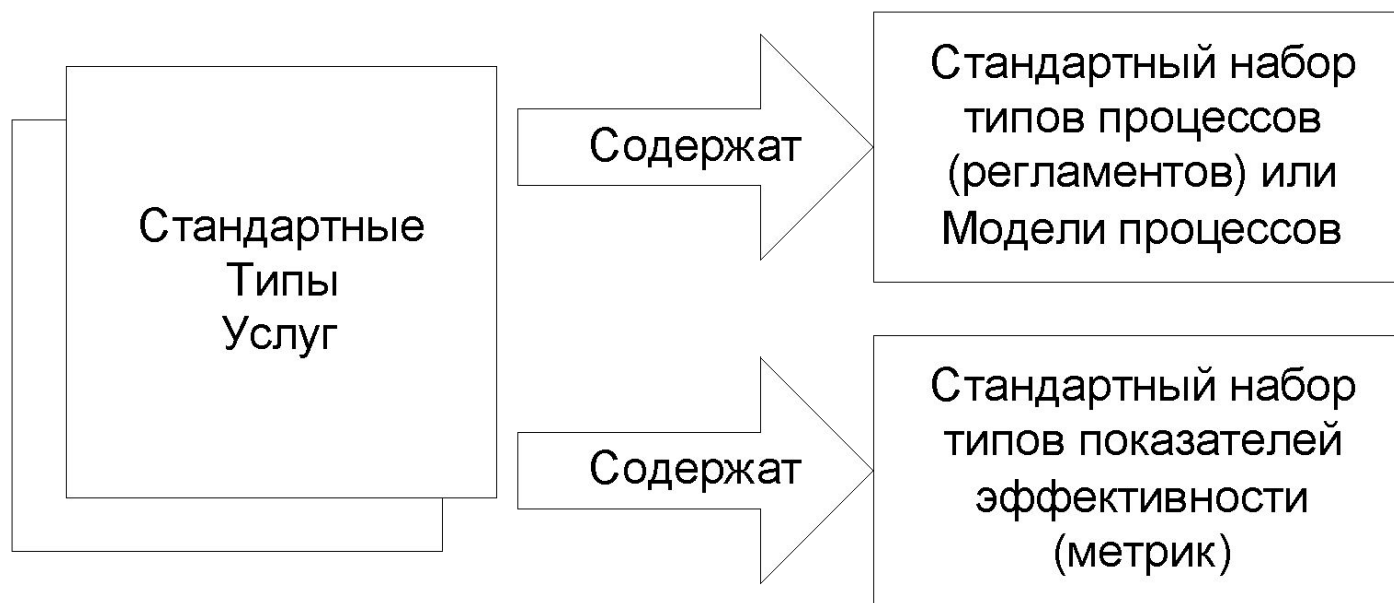 Стандартные
Типы
Услуг
Содержат
Стандартный набор
типов процессов
(регламентов) или
Модели процессов
Содержат
Стандартный набор
типов показателей
эффективности
(метрик)